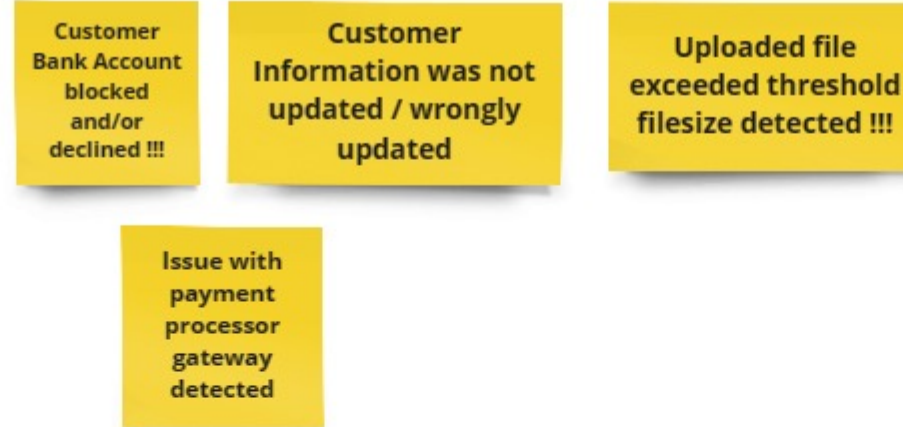 Customer
Bank Account
blocked
and/or
declined !!!
Customer
Information was not
updated / wrongly
updated
Uploaded file
exceeded threshold
filesize detected !!!
Issue with
payment
processor
gateway
detected